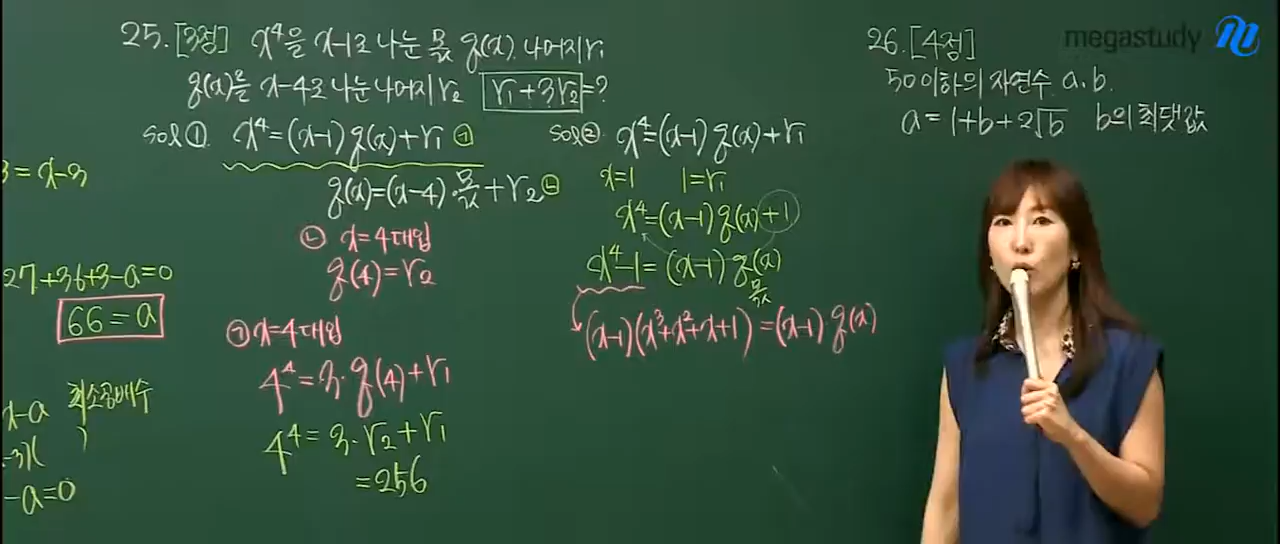 25. [3점] x⁴을 x-1로 나눈 몫 q(x), 나머지 r₁
q(x)를 x-4로 나눈 나머지 r₂ r₁+3r₂=?
sol① x⁴=(x-1)q(x)+r₁ ㉠
q(x)=(x-4)·몫+r₂ ㉡
㉡ x=4대입
q(4)=r₂
㉠ x=4대입
4⁴=3·q(4)+r₁
4⁴=3·r₂+r₁
=256
sol② x⁴=(x-1)q(x)+r₁
x=1 1=r₁
x⁴=(x-1)q(x)+1
x⁴-1=(x-1)q(x)
몫
(x-1)(x³+x²+x+1)=(x-1)q(x)
26. [4점]
50이하의 자연수 a, b.
a=1+b+2√b b의 최댓값
megastudy
3=x-3
27+36+3-a=0
66=a
x-a 최소공배수
-3)(
-a=0